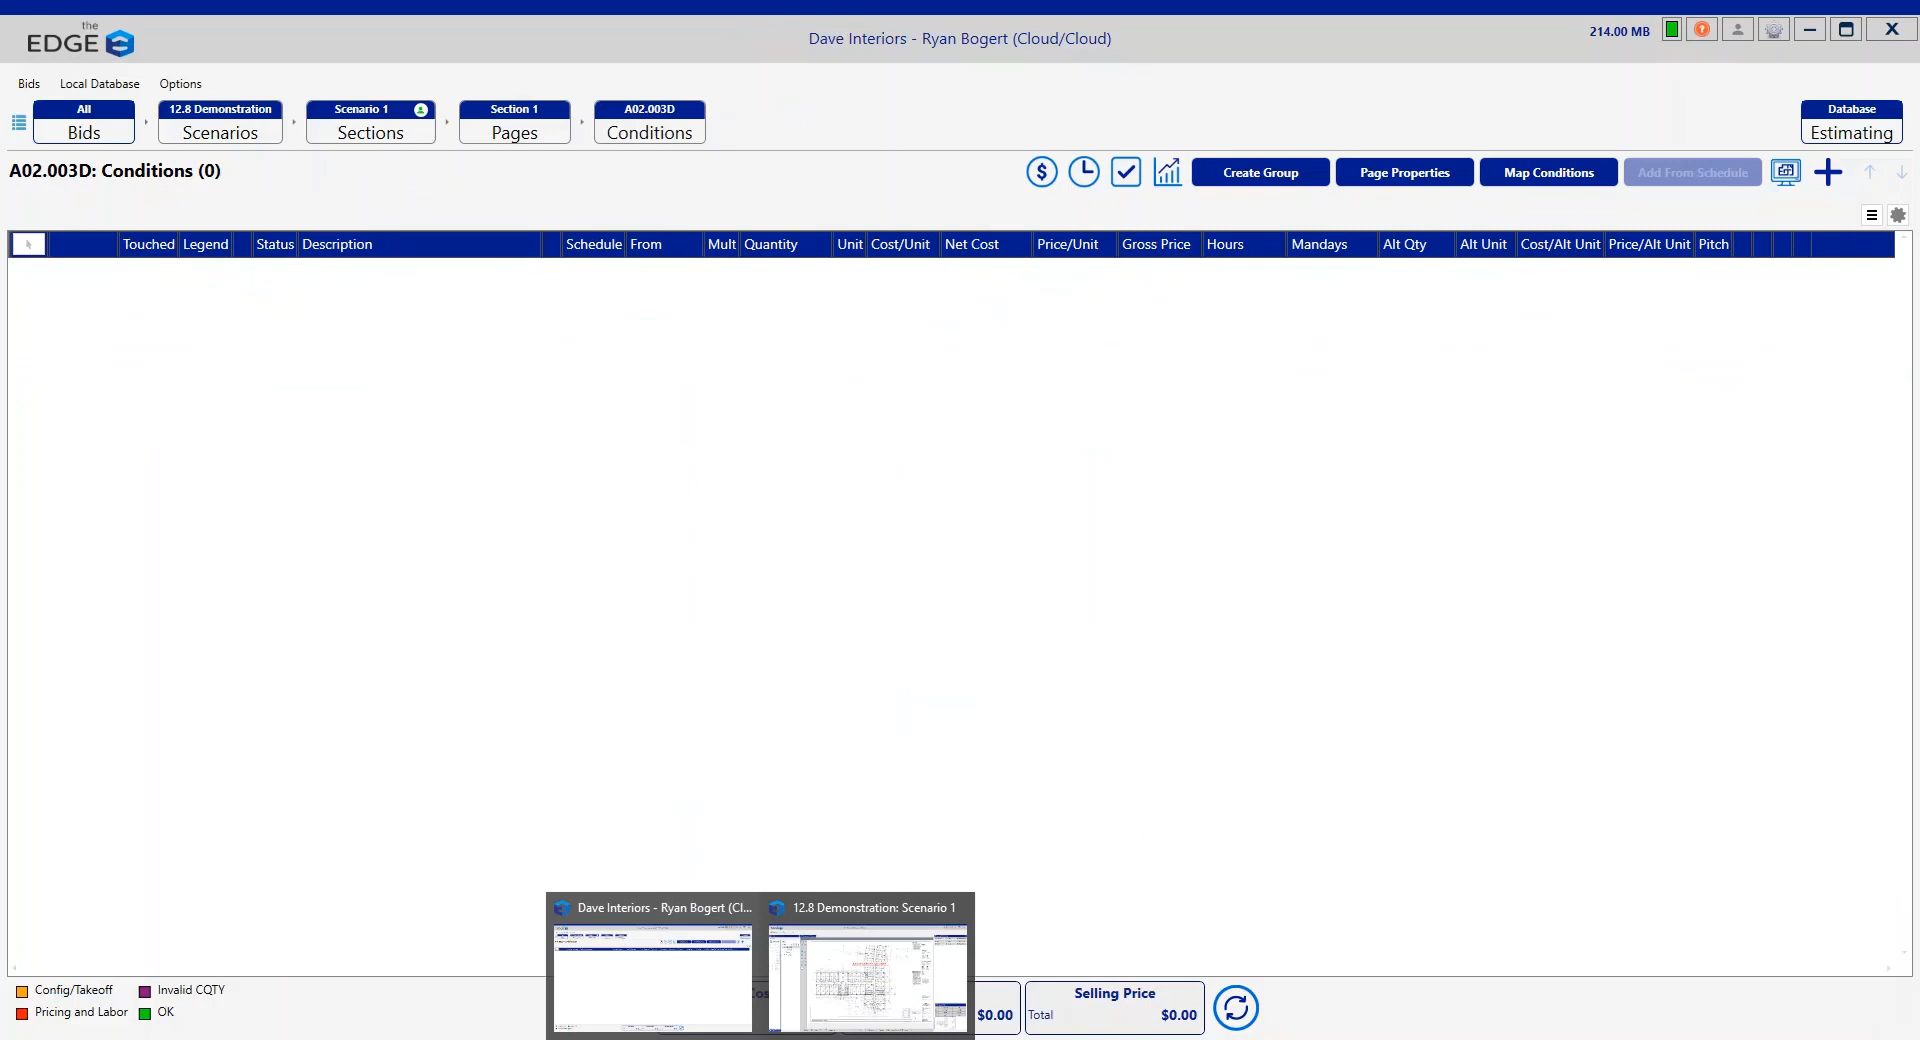 the
EDGE
Dave Interiors - Ryan Bogert (Cloud/Cloud)
214.00 MB
X
Bids Local Database Options
All
Bids
12.8 Demonstration
Scenarios
Scenario 1
Sections
Section 1
Pages
A02.003D
Conditions
Database
Estimating
A02.003D: Conditions (0)
Create Group
Page Properties
Map Conditions
Add From Schedule
Touched Legend Status Description Schedule From Mult Quantity Unit Cost/Unit Net Cost Price/Unit Gross Price Hours Mandays Alt Qty Alt Unit Cost/Alt Unit Price/Alt Unit Pitch
Dave Interiors - Ryan Bogert (Cl...
12.8 Demonstration: Scenario 1
Config/Takeoff
Invalid CQTY
Pricing and Labor
OK
$0.00
Selling Price
Total $0.00